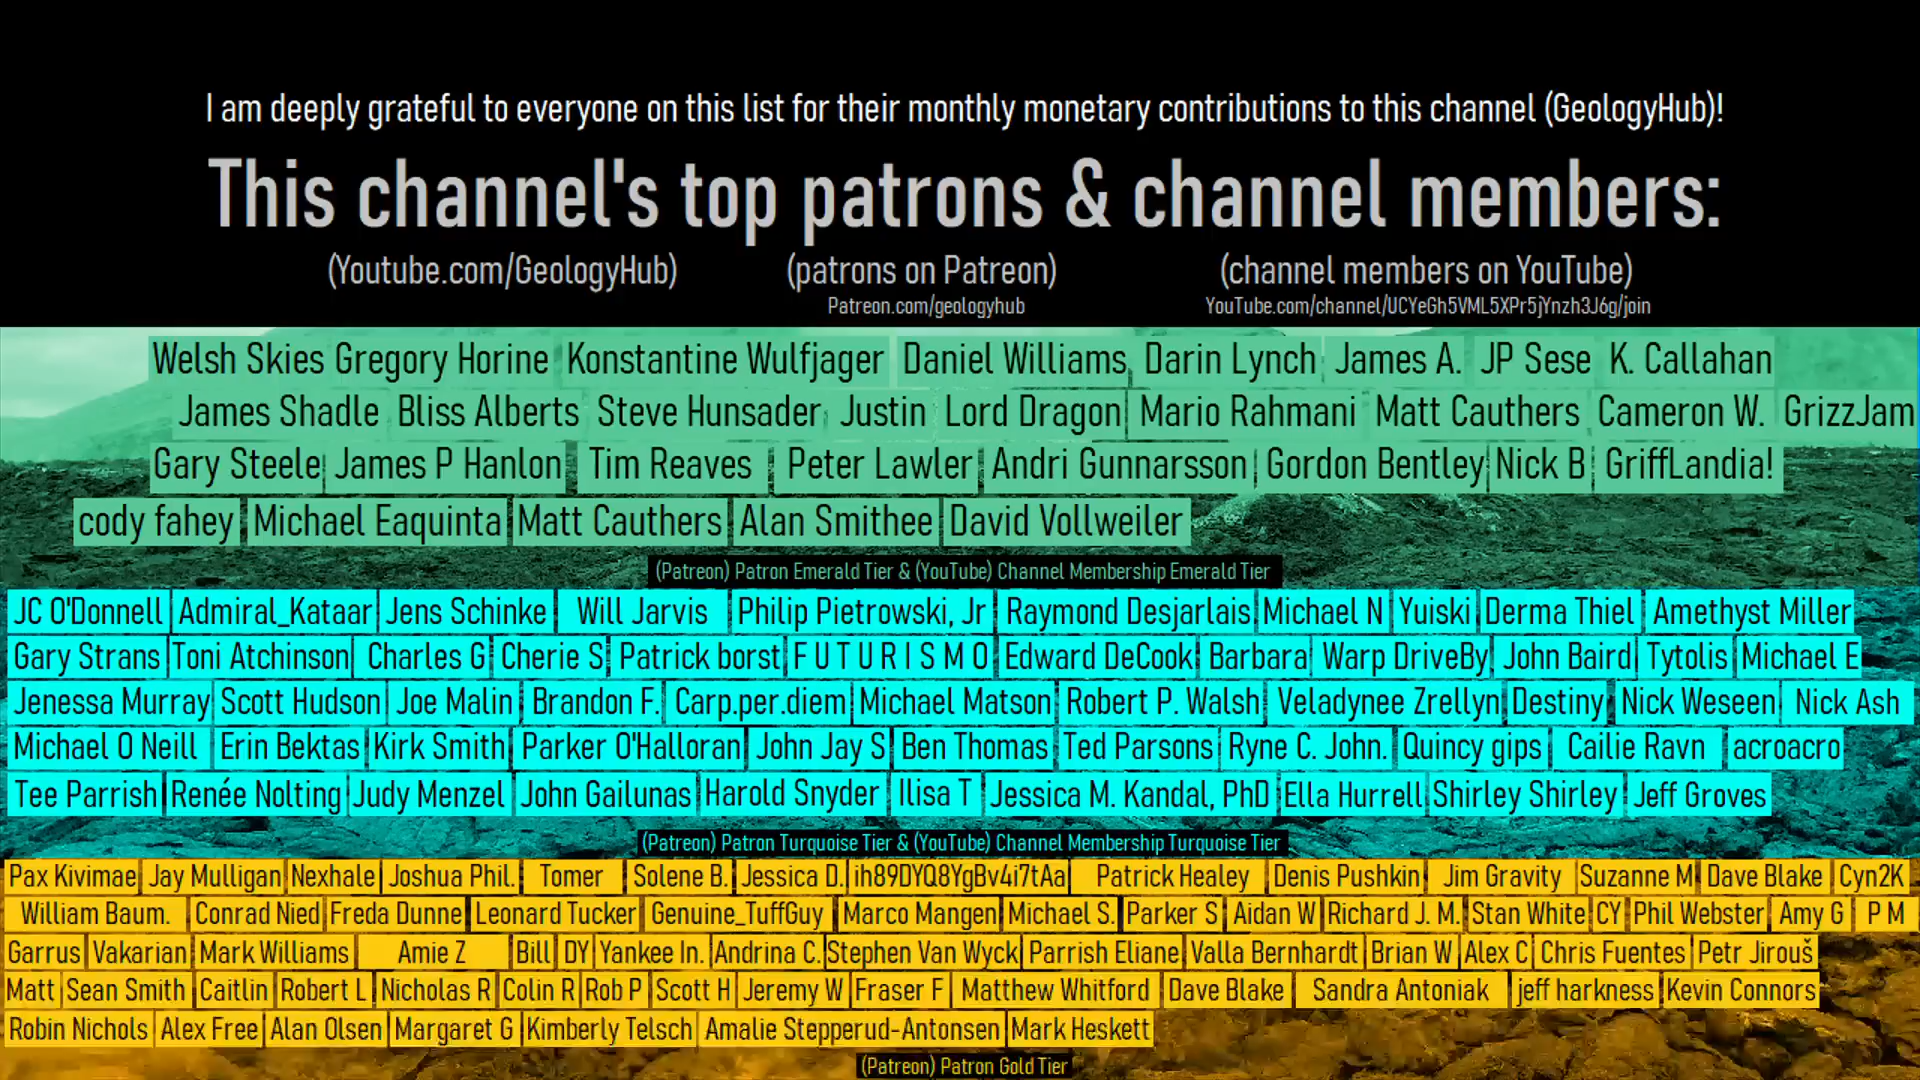 I am deeply grateful to everyone on this list for their monthly monetary contributions to this channel (GeologyHub)!
This channel's top patrons & channel members:
(Youtube.com/GeologyHub) (patrons on Patreon) (channel members on YouTube)
Patreon.com/geologyhub YouTube.com/channel/UCYeGh5VML5XPr5jYnzh3J6g/join
Welsh Skies Gregory Horine Konstantine Wulfjager Daniel Williams Darin Lynch James A. JP Sese K. Callahan
James Shadle Bliss Alberts Steve Hunsader Justin Lord Dragon Mario Rahmani Matt Cauthers Cameron W. GrizzJam
Gary Steele James P Hanlon Tim Reaves Peter Lawler Andri Gunnarsson Gordon Bentley Nick B GriffLandia!
cody fahey Michael Eaquinta Matt Cauthers Alan Smithee David Vollweiler
(Patreon) Patron Emerald Tier & (YouTube) Channel Membership Emerald Tier
JC O'Donnell Admiral_Kataar Jens Schinke Will Jarvis Philip Pietrowski, Jr Raymond Desjarlais Michael N Yuiski Derma Thiel Amethyst Miller
Gary Strans Toni Atchinson Charles G Cherie S Patrick borst F U T U R I S M O Edward DeCook Barbara Warp DriveBy John Baird Tytolis Michael E
Jenessa Murray Scott Hudson Joe Malin Brandon F. Carp.per.diem Michael Matson Robert P. Walsh Veladynee Zrellyn Destiny Nick Weseen Nick Ash
Michael O Neill Erin Bektas Kirk Smith Parker O'Halloran John Jay S Ben Thomas Ted Parsons Ryne C. John. Quincy gips Cailie Ravn acroacro
Tee Parrish Renée Nolting Judy Menzel John Gailunas Harold Snyder Ilisa T Jessica M. Kandal, PhD Ella Hurrell Shirley Shirley Jeff Groves
(Patreon) Patron Turquoise Tier & (YouTube) Channel Membership Turquoise Tier
Pax Kivimae Jay Mulligan Nexhale Joshua Phil. Tomer Solene B. Jessica D. ih89DYQ8YgBv4i7tAa Patrick Healey Denis Pushkin Jim Gravity Suzanne M Dave Blake Cyn2K
William Baum. Conrad Nied Freda Dunne Leonard Tucker Genuine_TuffGuy Marco Mangen Michael S. Parker S Aidan W Richard J. M. Stan White CY Phil Webster Amy G P M
Garrus Vakarian Mark Williams Amie Z Bill DY Yankee In. Andrina C. Stephen Van Wyck Parrish Eliane Valla Bernhardt Brian W Alex C Chris Fuentes Petr Jirouš
Matt Sean Smith Caitlin Robert L Nicholas R Colin R Rob P Scott H Jeremy W Fraser F Matthew Whitford Dave Blake Sandra Antoniak jeff harkness Kevin Connors
Robin Nichols Alex Free Alan Olsen Margaret G Kimberly Telsch Amalie Stepperud-Antonsen Mark Heskett
(Patreon) Patron Gold Tier